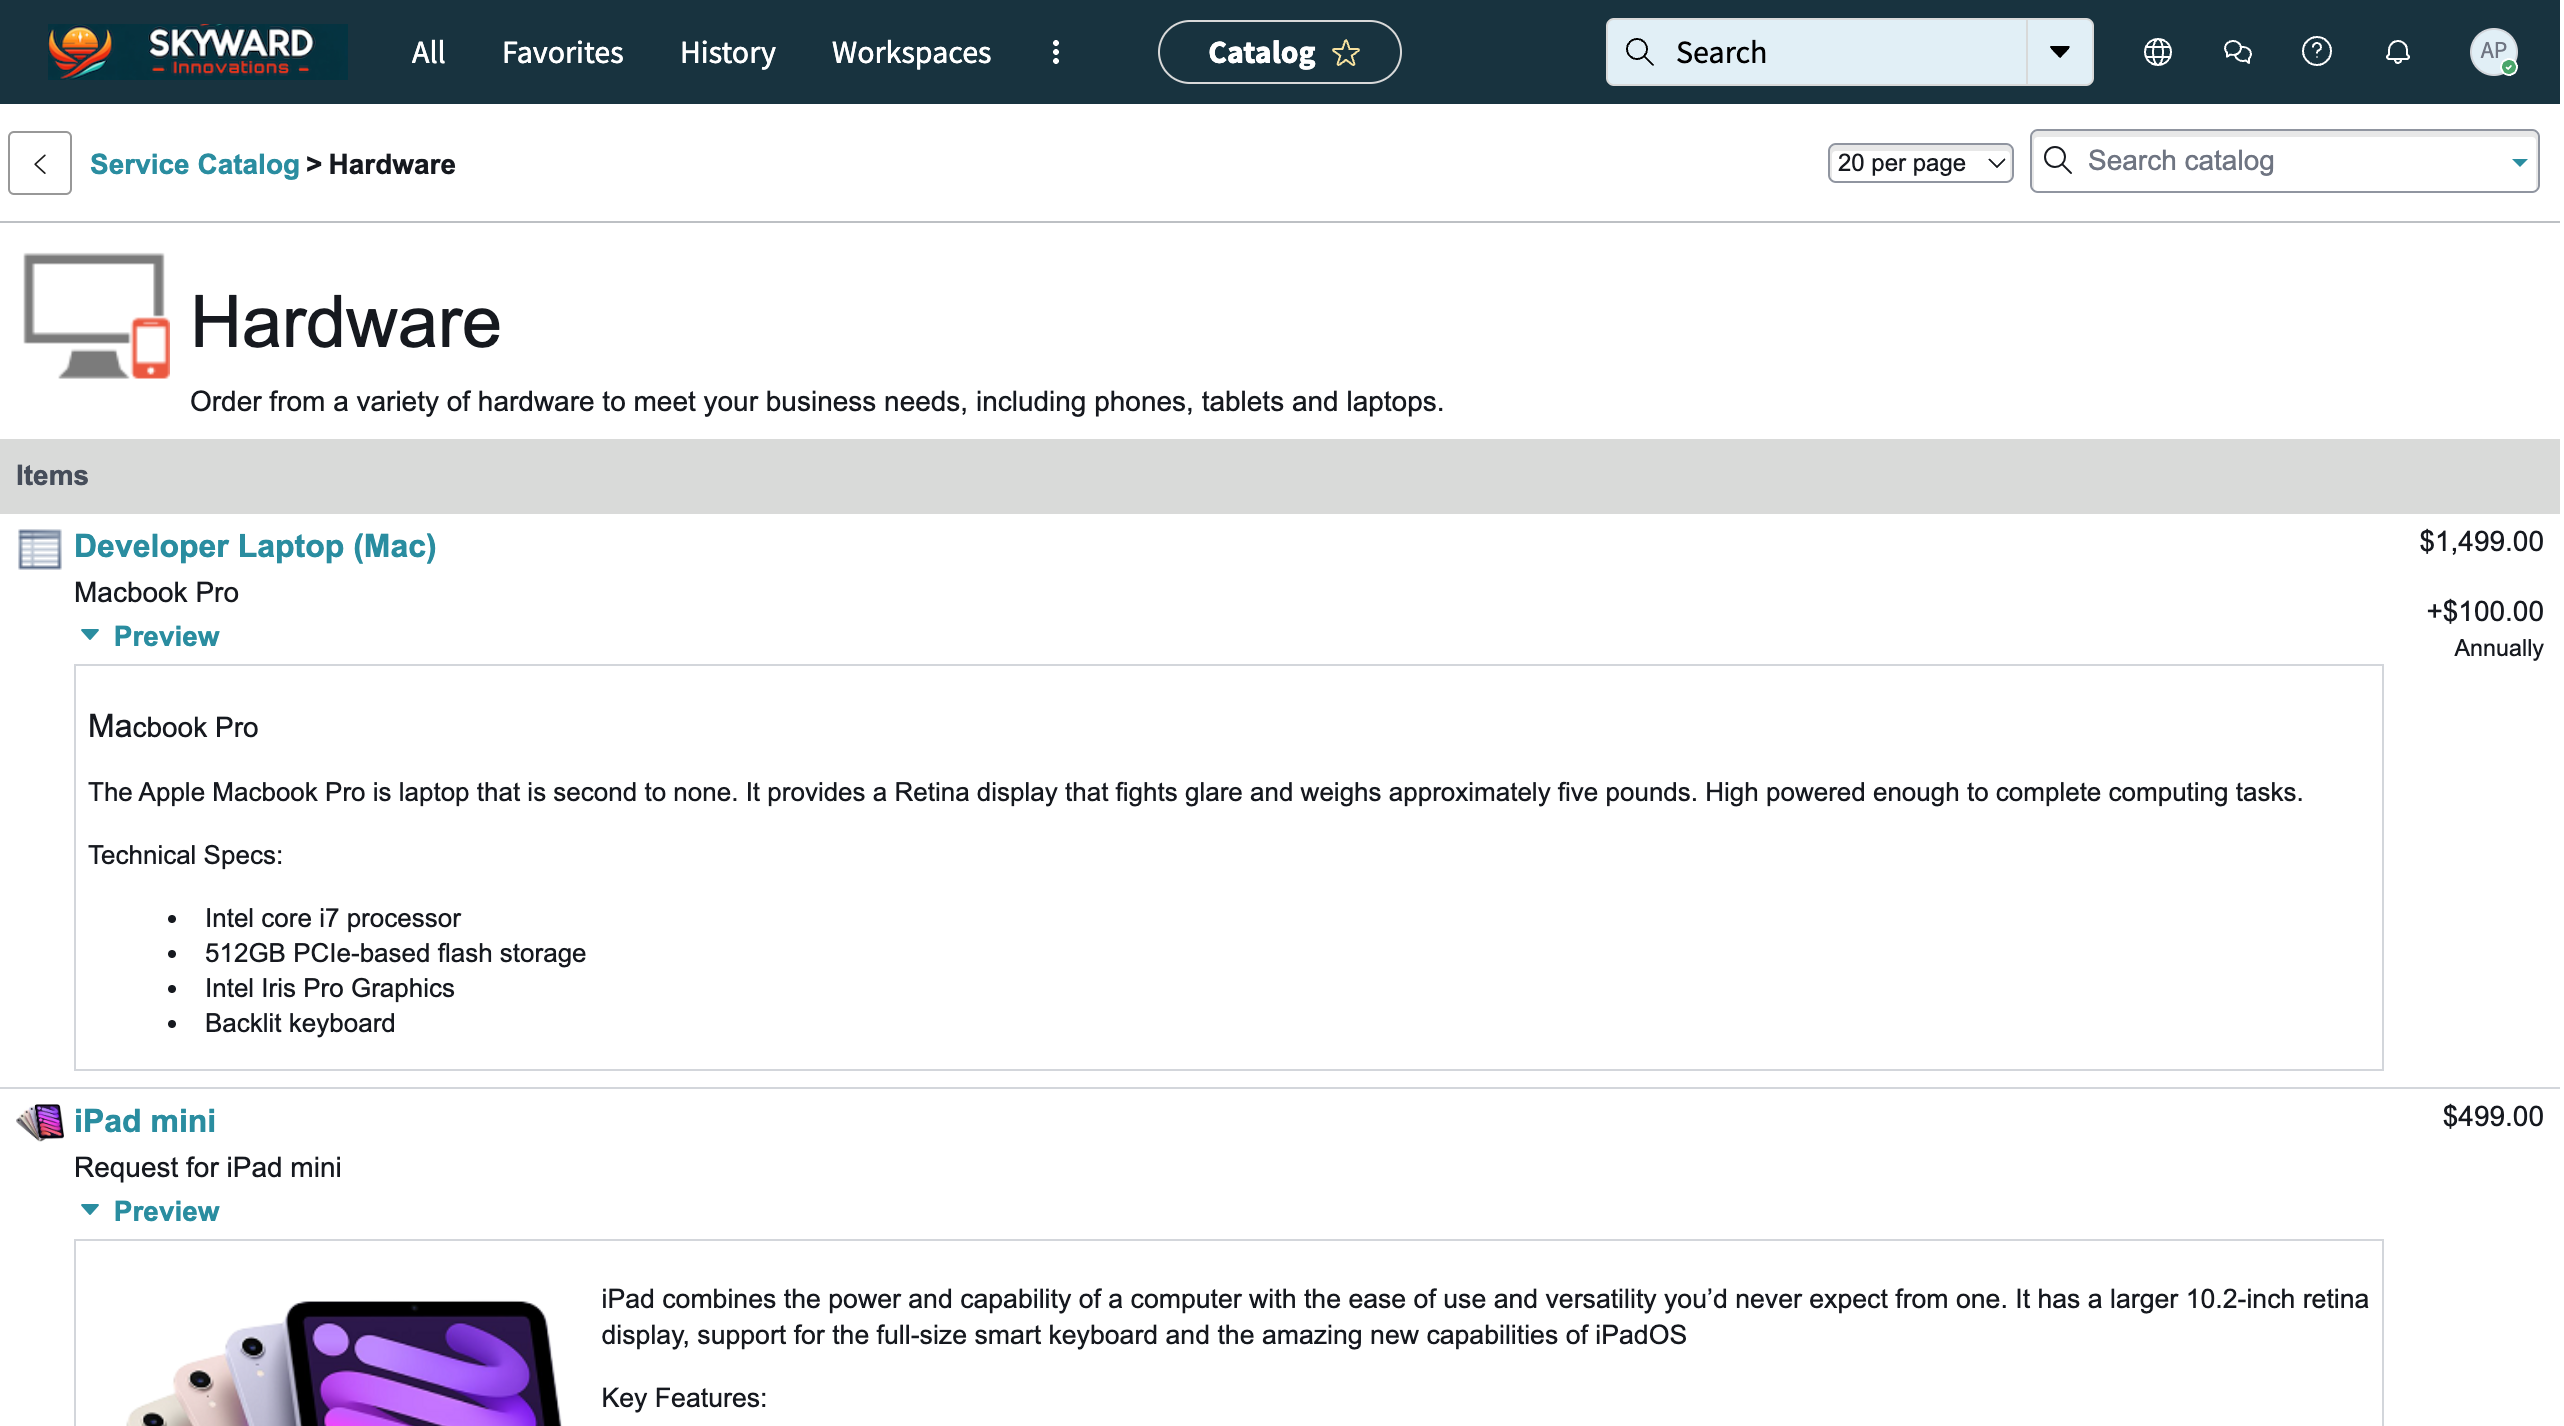 SKYWARD
Innovations
All
Favorites
History
Workspaces
Catalog
Search
AP
Service Catalog > Hardware
20 per page
Search catalog
Hardware
Order from a variety of hardware to meet your business needs, including phones, tablets and laptops.
Items
Developer Laptop (Mac)
$1,499.00
Macbook Pro
+$100.00
Preview
Annually
Macbook Pro
The Apple Macbook Pro is laptop that is second to none. It provides a Retina display that fights glare and weighs approximately five pounds. High powered enough to complete computing tasks.
Technical Specs:
Intel core i7 processor
512GB PCIe-based flash storage
Intel Iris Pro Graphics
Backlit keyboard
iPad mini
$499.00
Request for iPad mini
Preview
iPad combines the power and capability of a computer with the ease of use and versatility you’d never expect from one. It has a larger 10.2-inch retina
display, support for the full-size smart keyboard and the amazing new capabilities of iPadOS
Key Features: